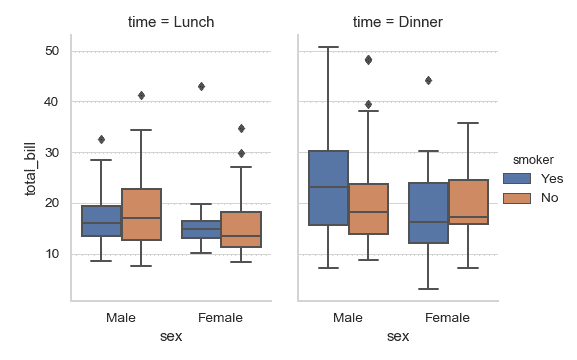 time = Lunch
time = Dinner
total_bill
50
40
30
20
10
Male
Female
Male
Female
sex
sex
smoker
Yes
No